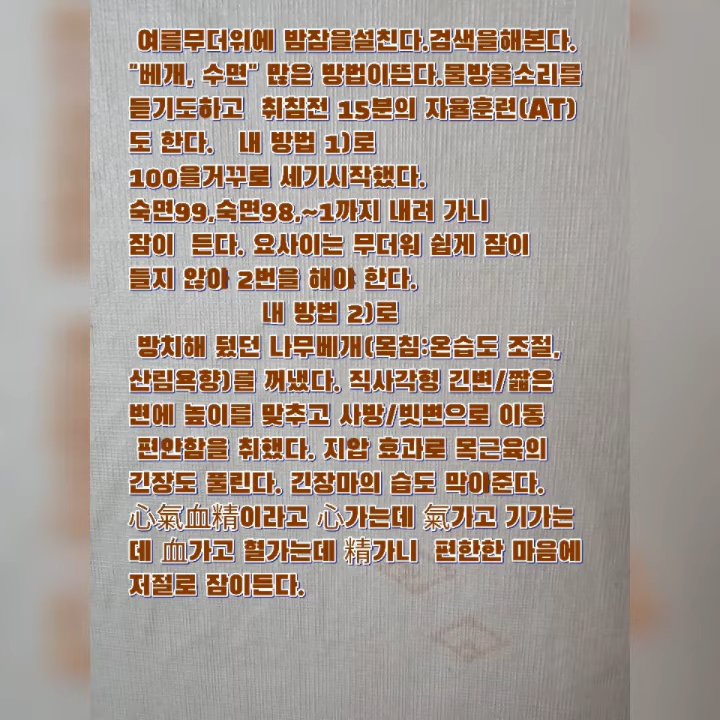 여름무더위에 밤잠을설친다.검색을해본다.
"베개, 수면" 많은 방법이뜬다.물방울소리를
듣기도하고 취침전 15분의 자율훈련(AT)
도 한다. 내 방법 1)로
100을거꾸로 세기시작했다.
숙면99,숙면98,~1까지 내려 가니
잠이 든다. 요사이는 무더워 쉽게 잠이
들지 않아 2번을 해야 한다.
내 방법 2)로
방치해 뒀던 나무베개(목침:온습도 조절,
산림욕향)를 꺼냈다. 직사각형 긴변/짧은
변에 높이를 맞추고 사방/빗변으로 이동
편안함을 취했다. 지압 효과로 목근육의
긴장도 풀린다. 긴장마의 습도 막아준다.
心氣血精이라고 心가는데 氣가고 기가는
데 血가고 혈가는데 精가니 편한한 마음에
저절로 잠이든다.